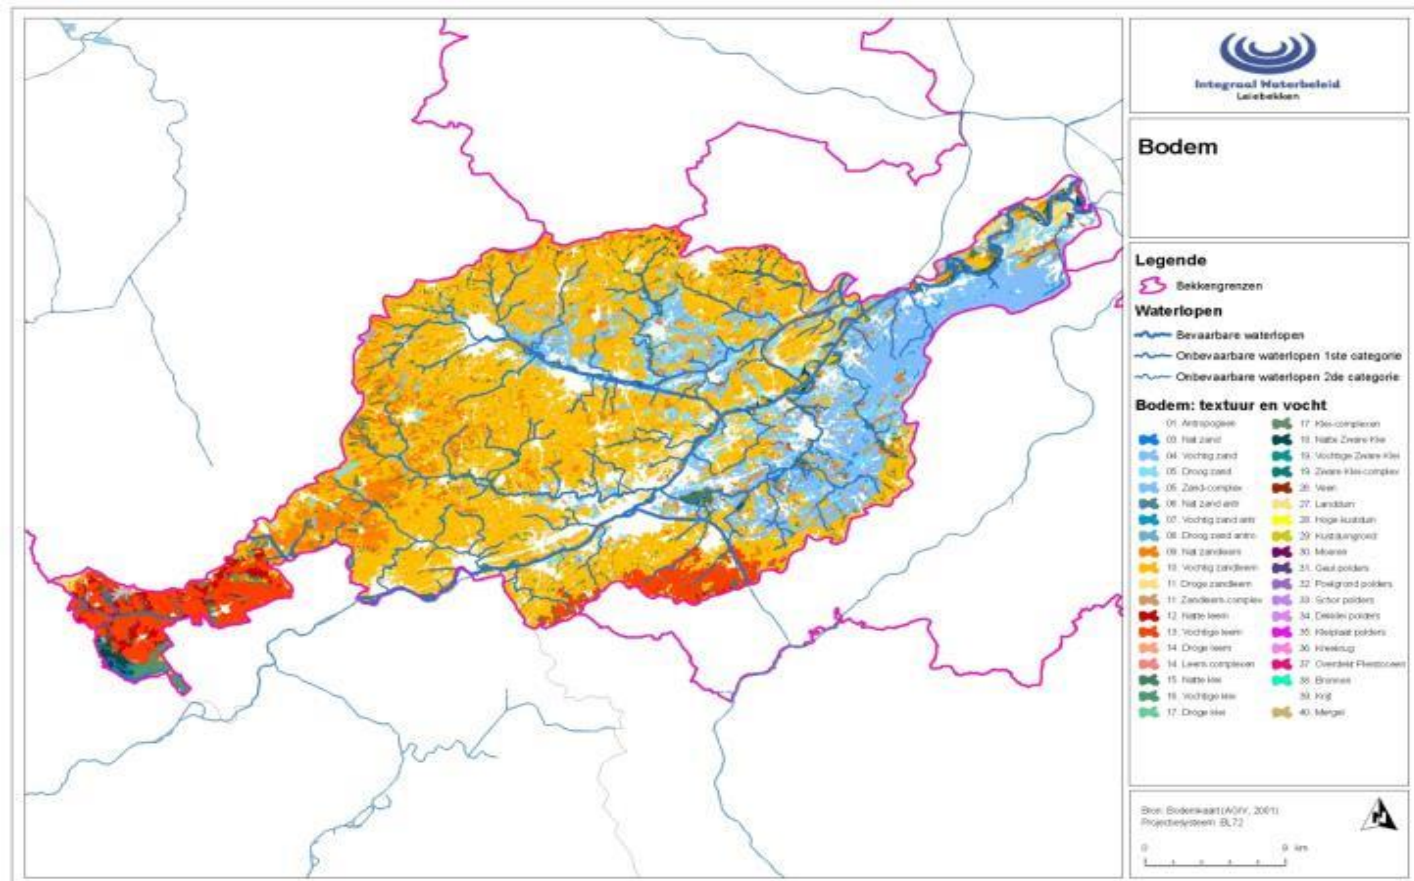 Integraal Waterbeleid
Leiebekken
Bodem
Legende
Bekkengrenzen
Waterlopen
Bevaarbare waterlopen
Onbevaarbare waterlopen 1ste categorie
Onbevaarbare waterlopen 2de categorie
Bodem: textuur en vocht
01. Antropogeen
03. Nat zand
04. Vochtig zand
05. Droog zand
05. Zand-complex
06. Nat zand antr
07. Vochtig zand antr
08. Droog zand antro
09. Nat zandleem
10. Vochtig zandleem
11. Droge zandleem
11. Zandleem-complex
12. Natte leem
13. Vochtige leem
14. Droge leem
14. Leem-complexen
15. Natte klei
16. Vochtige klei
17. Droge klei
17. Klei-complexen
18. Natte Zware Klei
19. Vochtige Zware Klei
19. Zware Klei-complex
26. Veen
27. Landduin
28. Hoge kustduin
29. Kustduingrond
30. Moeren
31. Geul polders
32. Poelgrond polders
33. Schor polders
34. Dekklei polders
35. Kleiplaat polders
36. Kreekrug
37. Overdekt Pleistoceen
38. Bronnen
39. Krijt
40. Mergel
Bron: Bodemkaart (AGIV, 2001)
Projectiesysteem: BL72
0 9 km